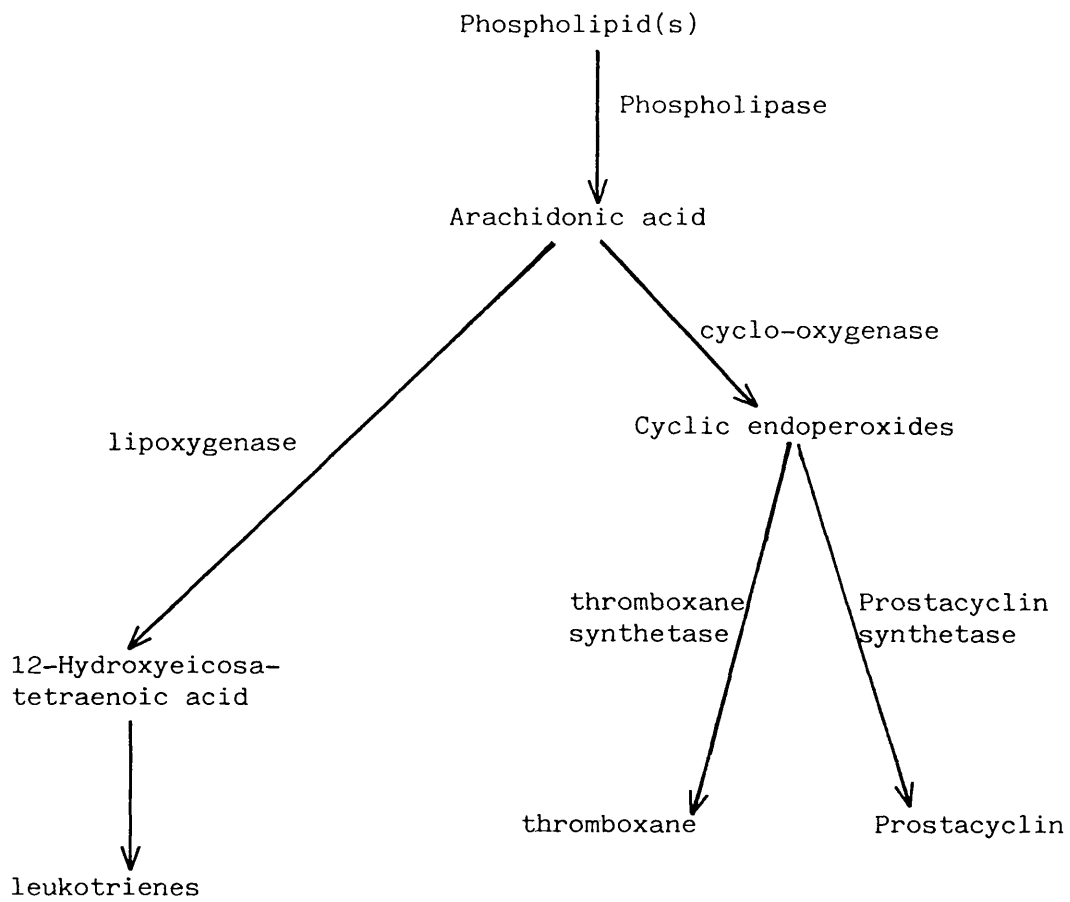 Phospholipid(s)
Phospholipase
Arachidonic acid
cyclo-oxygenase
Cyclic endoperoxides
lipoxygenase
thromboxane
synthetase
Prostacyclin
synthetase
12-Hydroxyeicosa-
tetraenoic acid
thromboxane
Prostacyclin
leukotrienes